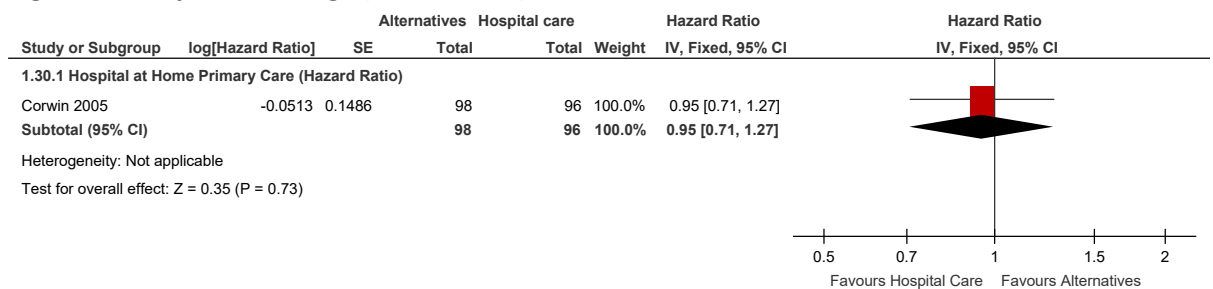 Alternatives Hospital care Hazard Ratio Hazard Ratio
Study or Subgroup log[Hazard Ratio] SE Total Total Weight IV, Fixed, 95% CI IV, Fixed, 95% CI
1.30.1 Hospital at Home Primary Care (Hazard Ratio)
Corwin 2005 -0.0513 0.1486 98 96 100.0% 0.95 [0.71, 1.27]
Subtotal (95% CI) 98 96 100.0% 0.95 [0.71, 1.27]
Heterogeneity: Not applicable
Test for overall effect: Z = 0.35 (P = 0.73)
0.5 0.7 1 1.5 2
Favours Hospital Care Favours Alternatives